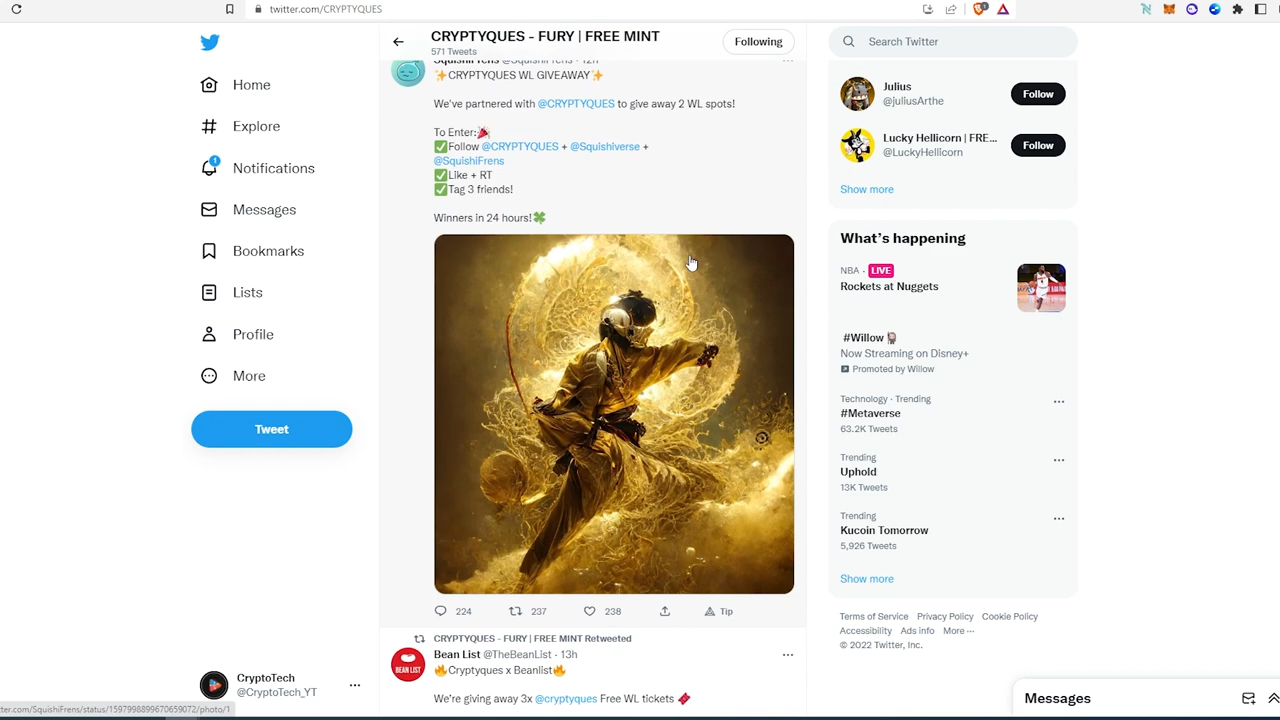 twitter.com/CRYPTYQUES
CRYPTYQUES - FURY | FREE MINT
571 Tweets
Following
Search Twitter
Home
Explore
Notifications
1
Messages
Bookmarks
Lists
Profile
More
Tweet
CryptoTech
@CryptoTech_YT
SquishiFrens @SquishiFrens · 12h
✨CRYPTYQUES WL GIVEAWAY✨
We've partnered with @CRYPTYQUES to give away 2 WL spots!
To Enter:🎉
✅Follow @CRYPTYQUES + @Squishiverse +
@SquishiFrens
✅Like + RT
✅Tag 3 friends!
Winners in 24 hours!🍀
224 237 238 Tip
CRYPTYQUES - FURY | FREE MINT Retweeted
BEAN LIST
Bean List @TheBeanList · 13h
🔥Cryptyques x Beanlist🔥
We're giving away 3x @cryptyques Free WL tickets 🎟
Julius
@juliusArthe
Follow
Lucky Hellicorn | FRE...
@LuckyHellicorn
Follow
Show more
What's happening
NBA · LIVE
Rockets at Nuggets
#Willow
Now Streaming on Disney+
Promoted by Willow
Technology · Trending
#Metaverse
63.2K Tweets
Trending
Uphold
13K Tweets
Trending
Kucoin Tomorrow
5,926 Tweets
Show more
Terms of Service Privacy Policy Cookie Policy
Accessibility Ads info More ···
© 2022 Twitter, Inc.
Messages
tter.com/SquishiFrens/status/1597998899670659072/photo/1